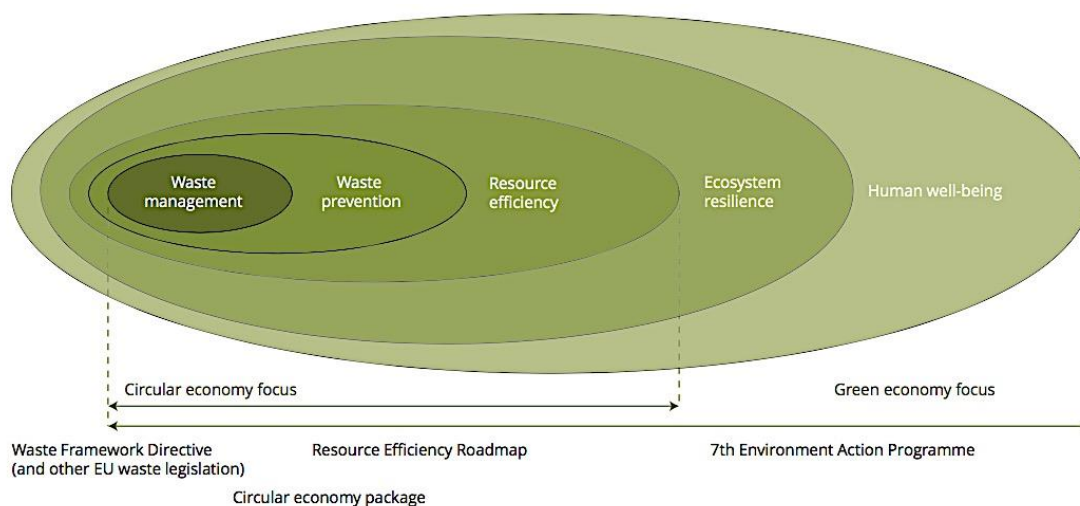 Waste
management
Waste
prevention
Resource
efficiency
Ecosystem
resilience
Human well-being
Circular economy focus
Green economy focus
Waste Framework Directive
(and other EU waste legislation)
Resource Efficiency Roadmap
7th Environment Action Programme
Circular economy package